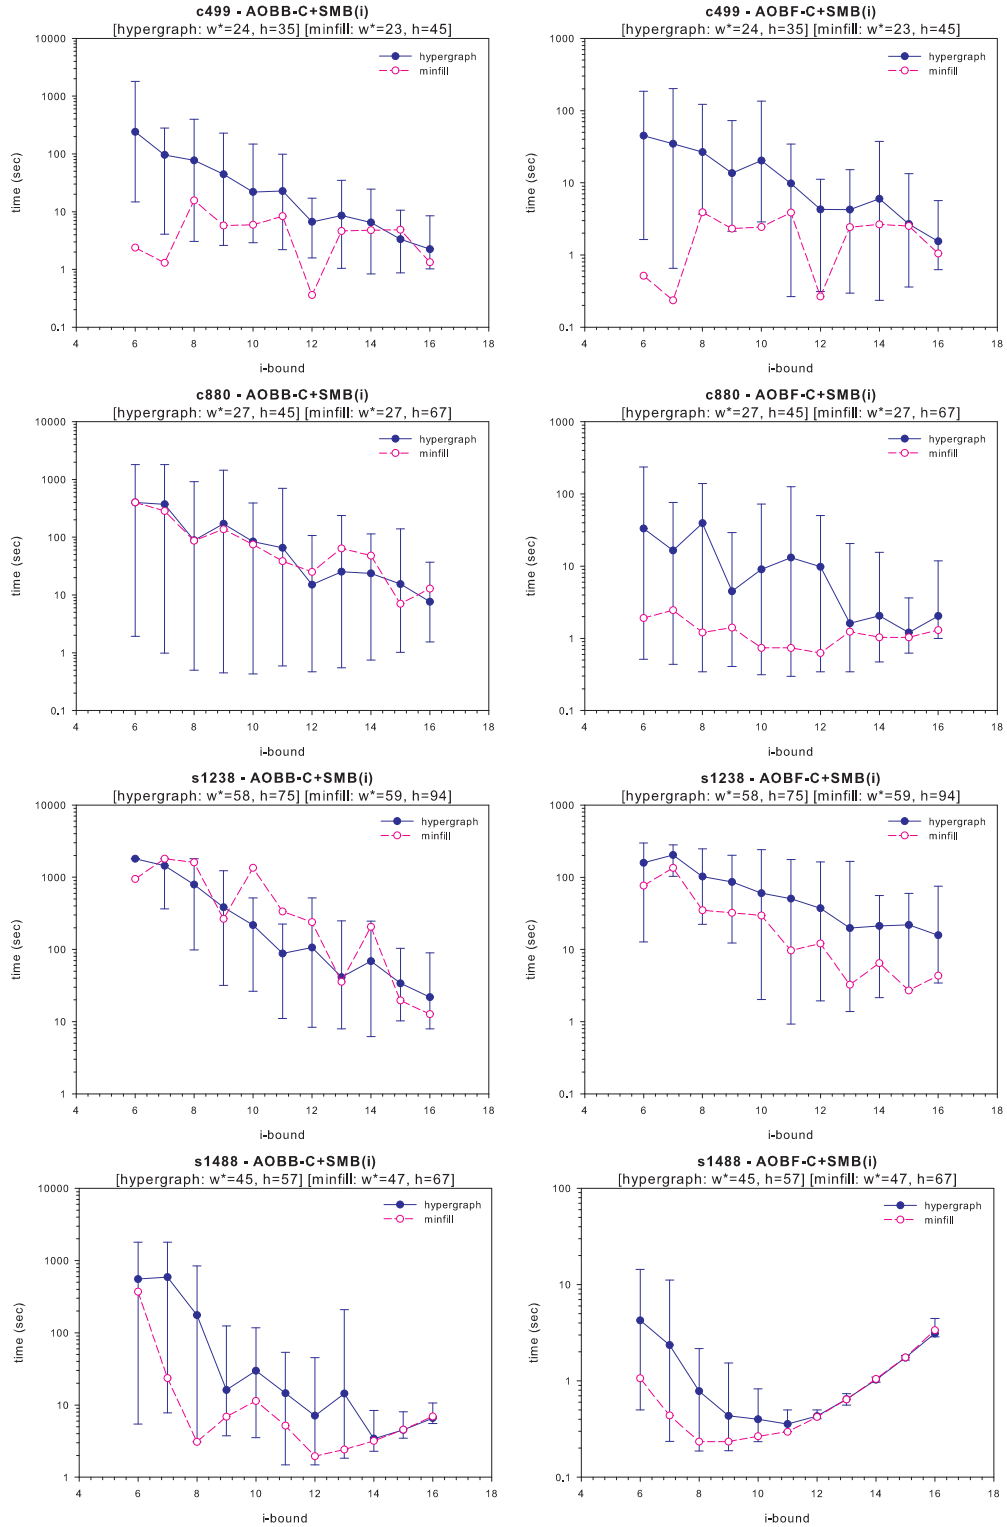 c499 - AOBB-C+SMB(i)
[hypergraph: w*=24, h=35] [minfill: w*=23, h=45]
10000
1000
100
10
1
0.1
time (sec)
hypergraph
minfill
4 6 8 10 12 14 16 18
i-bound
c499 - AOBF-C+SMB(i)
[hypergraph: w*=24, h=35] [minfill: w*=23, h=45]
1000
100
10
1
0.1
time (sec)
hypergraph
minfill
4 6 8 10 12 14 16 18
i-bound
c880 - AOBB-C+SMB(i)
[hypergraph: w*=27, h=45] [minfill: w*=27, h=67]
10000
1000
100
10
1
0.1
time (sec)
hypergraph
minfill
4 6 8 10 12 14 16 18
i-bound
c880 - AOBF-C+SMB(i)
[hypergraph: w*=27, h=45] [minfill: w*=27, h=67]
1000
100
10
1
0.1
time (sec)
hypergraph
minfill
4 6 8 10 12 14 16 18
i-bound
s1238 - AOBB-C+SMB(i)
[hypergraph: w*=58, h=75] [minfill: w*=59, h=94]
10000
1000
100
10
1
time (sec)
hypergraph
minfill
4 6 8 10 12 14 16 18
i-bound
s1238 - AOBF-C+SMB(i)
[hypergraph: w*=58, h=75] [minfill: w*=59, h=94]
1000
100
10
1
0.1
time (sec)
hypergraph
minfill
4 6 8 10 12 14 16 18
i-bound
s1488 - AOBB-C+SMB(i)
[hypergraph: w*=45, h=57] [minfill: w*=47, h=67]
10000
1000
100
10
1
time (sec)
hypergraph
minfill
4 6 8 10 12 14 16 18
i-bound
s1488 - AOBF-C+SMB(i)
[hypergraph: w*=45, h=57] [minfill: w*=47, h=67]
100
10
1
0.1
time (sec)
hypergraph
minfill
4 6 8 10 12 14 16 18
i-bound